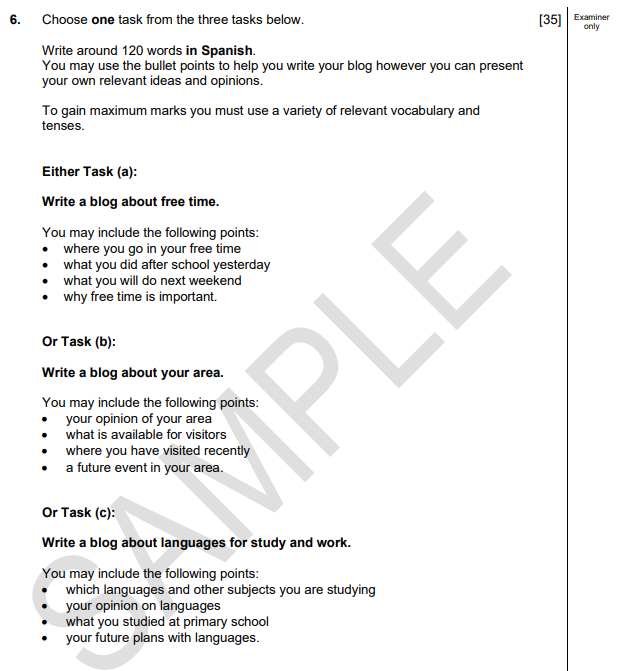 6. Choose one task from the three tasks below. [35] Examiner only
Write around 120 words in Spanish.
You may use the bullet points to help you write your blog however you can present
your own relevant ideas and opinions.
To gain maximum marks you must use a variety of relevant vocabulary and
tenses.
Either Task (a):
Write a blog about free time.
You may include the following points:
• where you go in your free time
• what you did after school yesterday
• what you will do next weekend
• why free time is important.
Or Task (b):
Write a blog about your area.
You may include the following points:
• your opinion of your area
• what is available for visitors
• where you have visited recently
• a future event in your area.
Or Task (c):
Write a blog about languages for study and work.
You may include the following points:
• which languages and other subjects you are studying
• your opinion on languages
• what you studied at primary school
• your future plans with languages.
SAMPLE